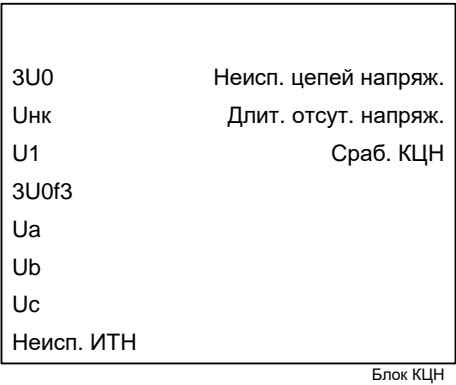 3U0 Неисп. цепей напряж.
Uнк Длит. отсут. напряж.
U1 Сраб. КЦН
3U0f3
Ua
Ub
Uc
Неисп. ИТН
Блок КЦН